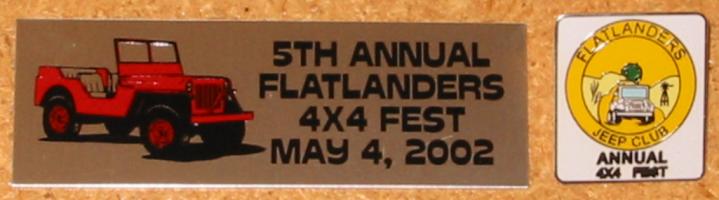 5TH ANNUAL
FLATLANDERS
4X4 FEST
MAY 4, 2002
FLATLANDERS
JEEP CLUB
ANNUAL
4X4 FEST